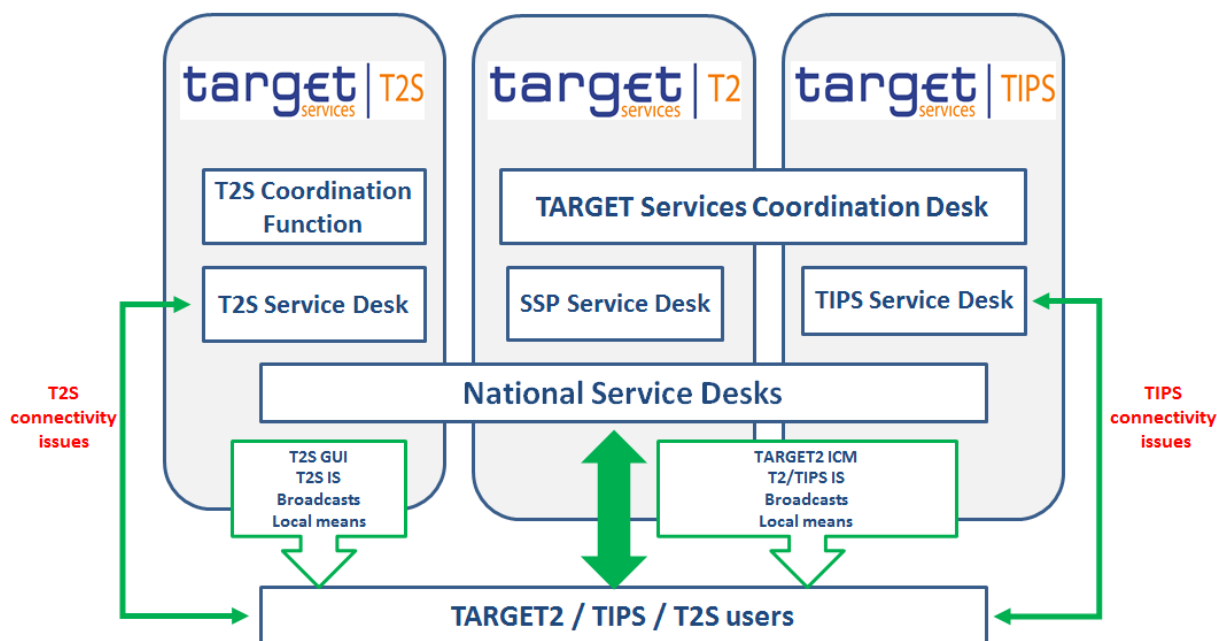 target services | T2S
target services | T2
target services | TIPS
T2S Coordination
Function
TARGET Services Coordination Desk
T2S Service Desk
SSP Service Desk
TIPS Service Desk
National Service Desks
T2S
connectivity
issues
TIPS
connectivity
issues
T2S GUI
T2S IS
Broadcasts
Local means
TARGET2 ICM
T2/TIPS IS
Broadcasts
Local means
TARGET2 / TIPS / T2S users